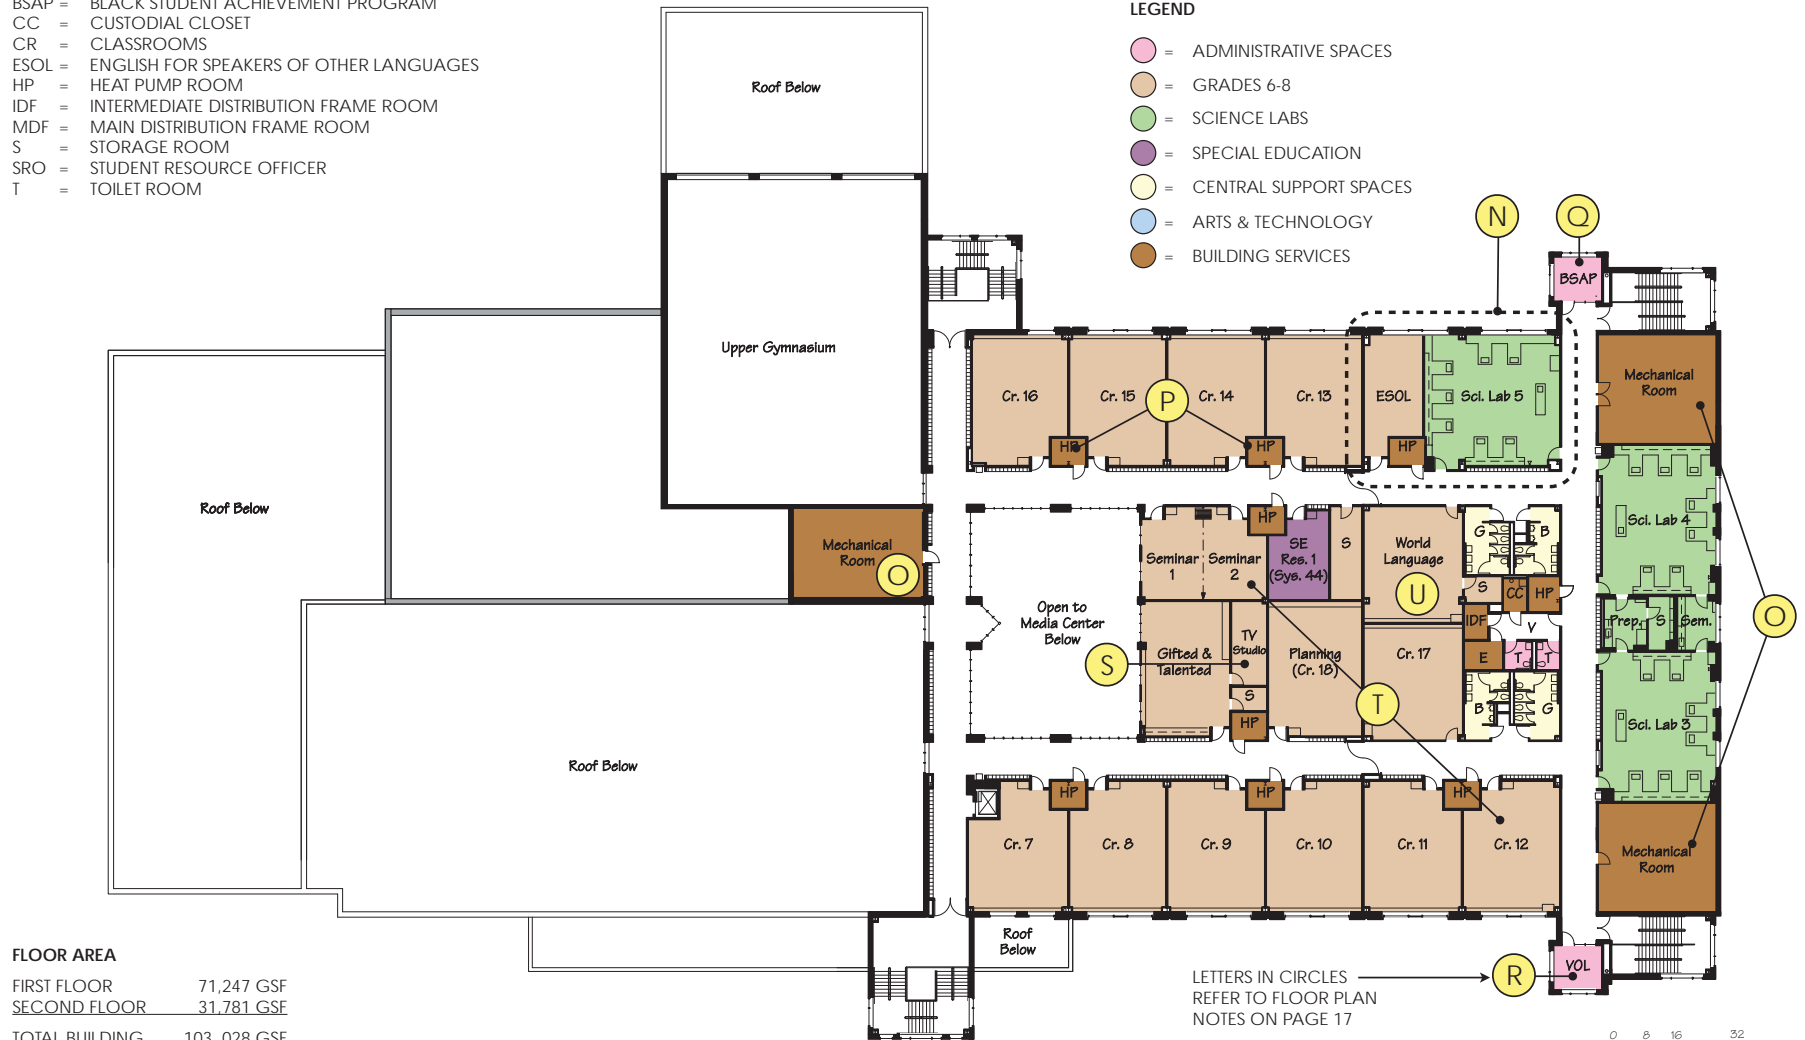 BSAP = BLACK STUDENT ACHIEVEMENT PROGRAM
CC = CUSTODIAL CLOSET
CR = CLASSROOMS
ESOL = ENGLISH FOR SPEAKERS OF OTHER LANGUAGES
HP = HEAT PUMP ROOM
IDF = INTERMEDIATE DISTRIBUTION FRAME ROOM
MDF = MAIN DISTRIBUTION FRAME ROOM
S = STORAGE ROOM
SRO = STUDENT RESOURCE OFFICER
T = TOILET ROOM
LEGEND
= ADMINISTRATIVE SPACES
= GRADES 6-8
= SCIENCE LABS
= SPECIAL EDUCATION
= CENTRAL SUPPORT SPACES
= ARTS & TECHNOLOGY
= BUILDING SERVICES
Roof Below
N
Q
BSAP
Upper Gymnasium
Cr. 16
Cr. 15
P
Cr. 14
Cr. 13
ESOL
Sci. Lab 5
Mechanical
Room
HP
HP
HP
Roof Below
Mechanical
Room
O
Seminar
1
Seminar
2
HP
SE
Res. 1
(Sys. 44)
S
World
Language
U
G
B
S
CC
HP
Sci. Lab 4
Open to
Media Center
Below
IDF
V
Prep.
S
Sem.
O
S
Gifted &
Talented
TV
Studio
S
HP
Planning
(Cr. 18)
Cr. 17
E
T
T
T
B
G
Sci. Lab 3
Roof Below
HP
HP
HP
Cr. 7
Cr. 8
Cr. 9
Cr. 10
Cr. 11
Cr. 12
Mechanical
Room
Roof
Below
VOL
R
LETTERS IN CIRCLES
REFER TO FLOOR PLAN
NOTES ON PAGE 17
FLOOR AREA
FIRST FLOOR 71,247 GSF
SECOND FLOOR 31,781 GSF
TOTAL BUILDING 103, 028 GSF
0 8 16 32